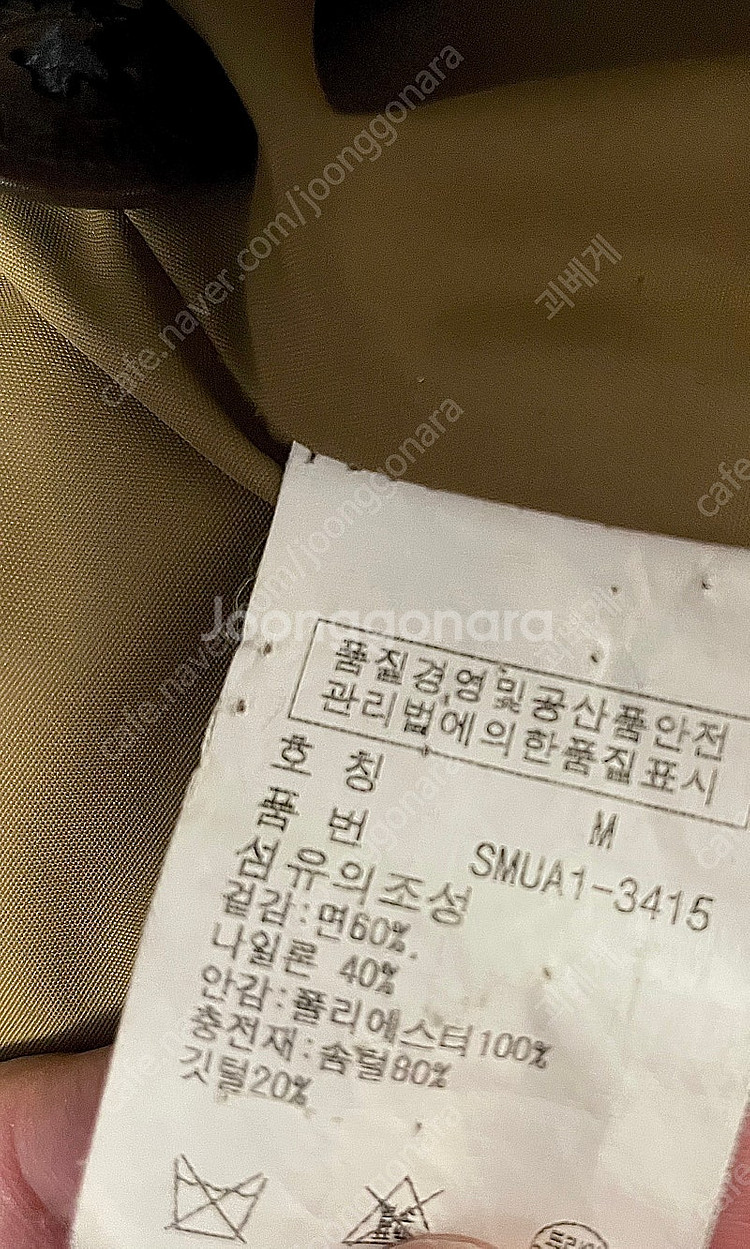 품질경영및공산품안전
관리법에의한품질표시
호 칭 M
품 번 SMUA1-3415
섬유의조성
겉감:면60%.
나일론 40%
안감:폴리에스터100%
충전재:솜털80%
깃털20%
Joonggonara
cafe.naver.com/joonggonara
괴베게